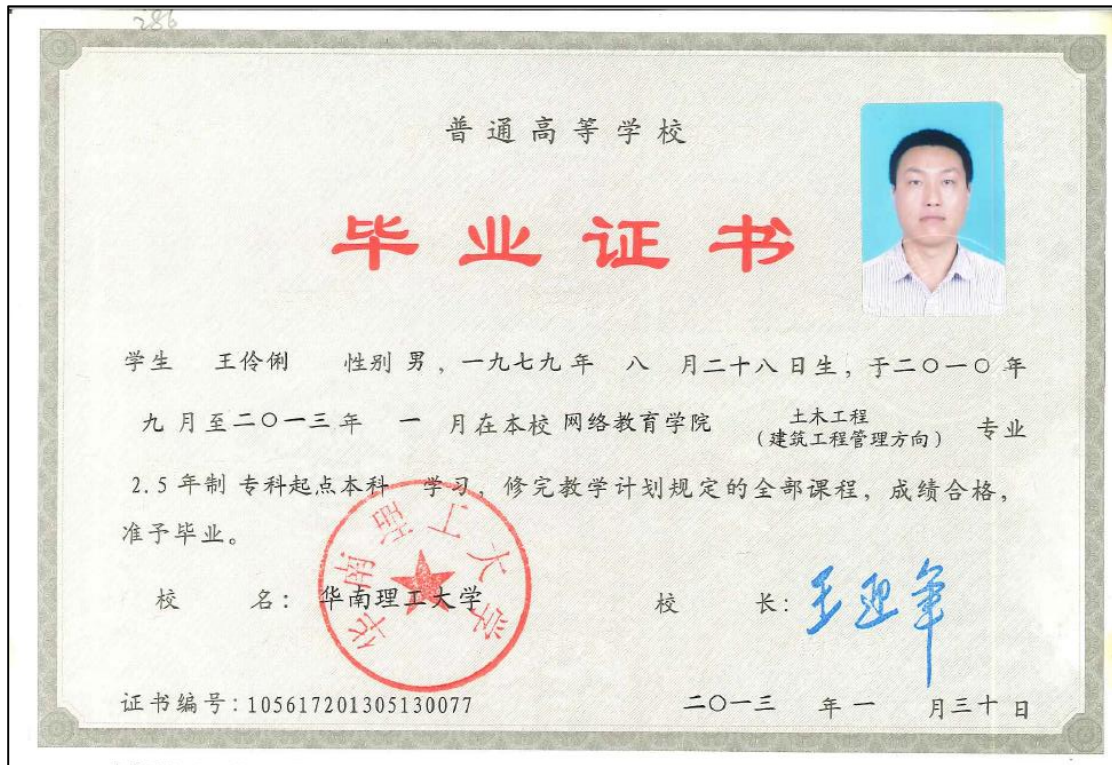 286
普通高等学校
毕业证书
学生 王伶俐 性别 男，一九七九年 八 月二十八日生，于二〇一〇年
九 月至二〇一三年 一 月在本校 网络教育学院 土木工程 （建筑工程管理方向） 专业
2.5 年制 专科起点本科 学习，修完教学计划规定的全部课程，成绩合格，
准予毕业。
华南理工大学
校 名：华南理工大学 校 长：王迎军
证书编号：105617201305130077 二〇一三 年 一 月三十日